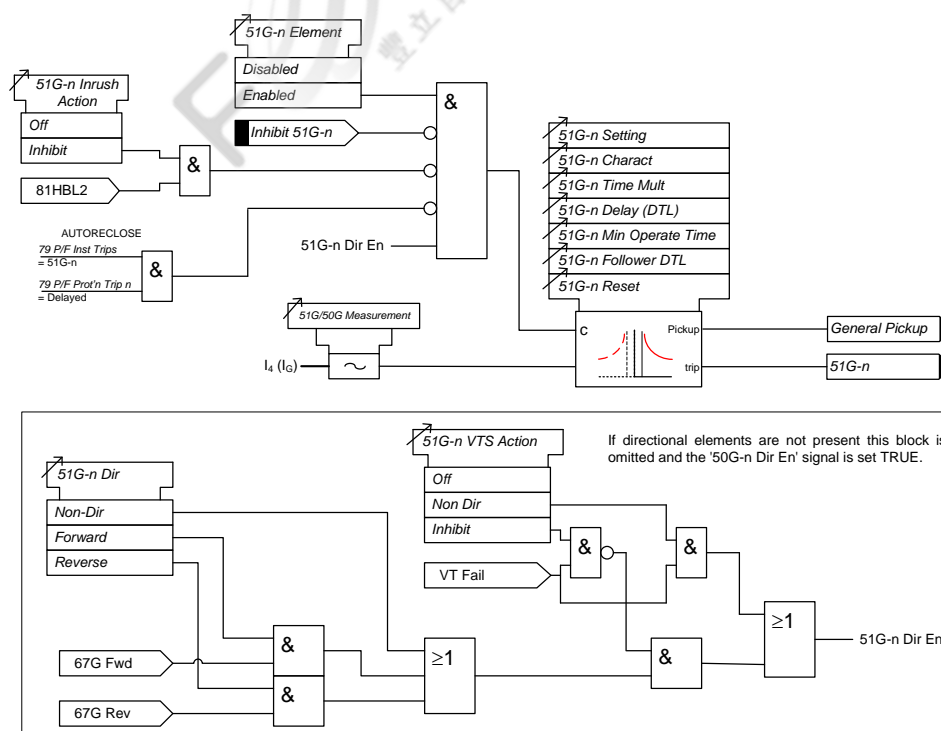 51G-n Element
Disabled
Enabled
51G-n Inrush
Action
Off
Inhibit
81HBL2
Inhibit 51G-n
&
&
AUTORECLOSE
79 P/F Inst Trips
= 51G-n
79 P/F Prot'n Trip n
= Delayed
&
51G-n Dir En
51G-n Setting
51G-n Charact
51G-n Time Mult
51G-n Delay (DTL)
51G-n Min Operate Time
51G-n Follower DTL
51G-n Reset
51G/50G Measurement
I4 (IG)
c
Pickup
trip
General Pickup
51G-n
51G-n Dir
Non-Dir
Forward
Reverse
67G Fwd
67G Rev
&
&
≥1
51G-n VTS Action
Off
Non Dir
Inhibit
VT Fail
&
&
&
≥1
51G-n Dir En
If directional elements are not present this block is
omitted and the '50G-n Dir En' signal is set TRUE.